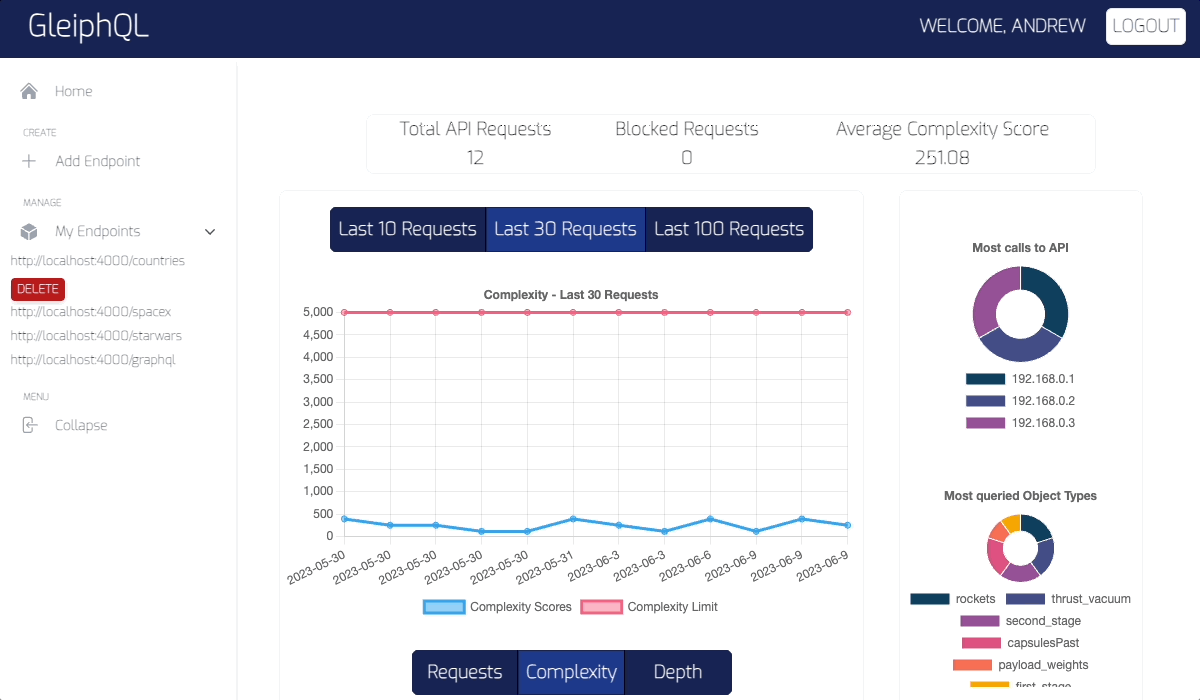 GleiphQL
WELCOME, ANDREW
LOGOUT
Home
CREATE
Add Endpoint
MANAGE
My Endpoints
http://localhost:4000/countries
DELETE
http://localhost:4000/spacex
http://localhost:4000/starwars
http://localhost:4000/graphql
MENU
Collapse
Total API Requests
12
Blocked Requests
0
Average Complexity Score
251.08
Last 10 Requests
Last 30 Requests
Last 100 Requests
Complexity - Last 30 Requests
5,000
4,500
4,000
3,500
3,000
2,500
2,000
1,500
1,000
500
0
2023-05-30
2023-05-30
2023-05-30
2023-05-30
2023-05-30
2023-05-31
2023-06-3
2023-06-3
2023-06-6
2023-06-9
2023-06-9
2023-06-9
Complexity Scores
Complexity Limit
Requests
Complexity
Depth
Most calls to API
192.168.0.1
192.168.0.2
192.168.0.3
Most queried Object Types
rockets
thrust_vacuum
second_stage
capsulesPast
payload_weights
first_stage